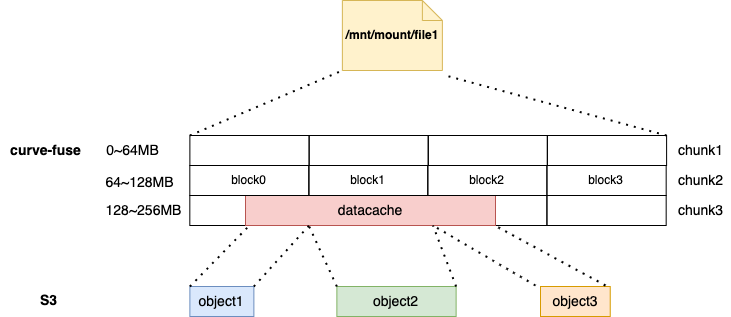 /mnt/mount/file1
curve-fuse
0~64MB
chunk1
64~128MB
block0
block1
block2
block3
chunk2
128~256MB
datacache
chunk3
S3
object1
object2
object3